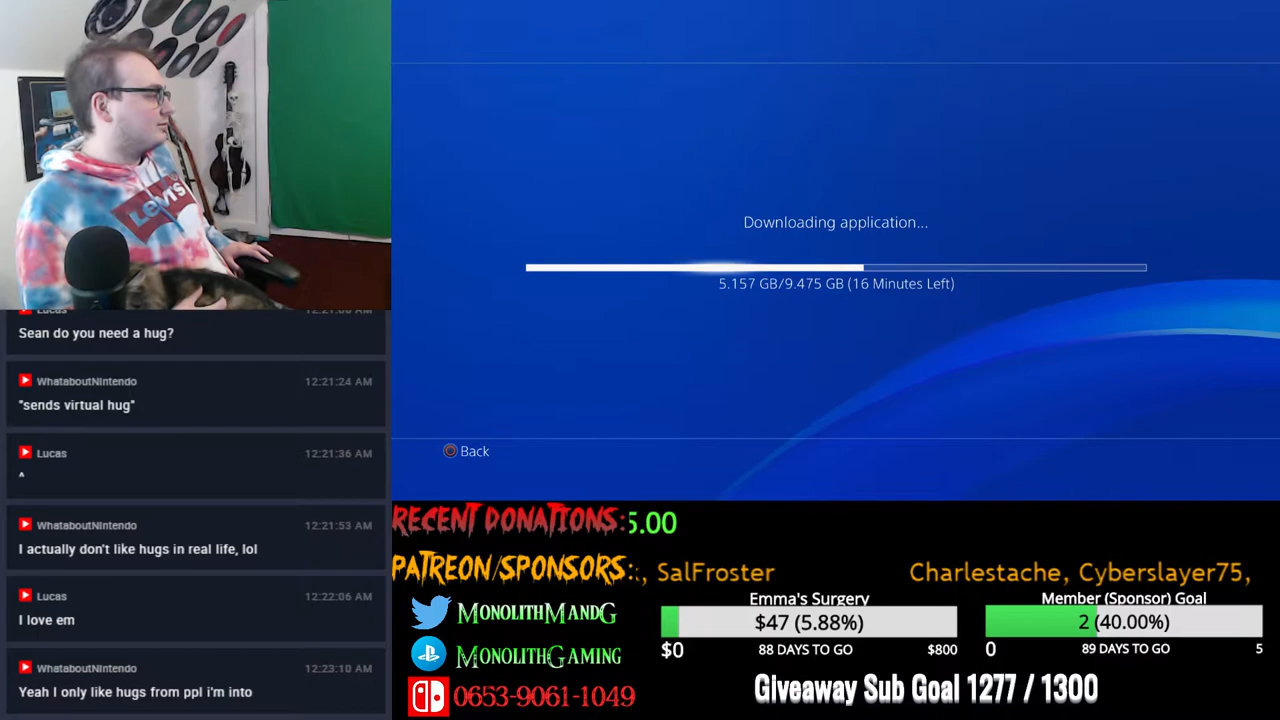 LEVI'S
Downloading application...
5.157 GB/9.475 GB (16 Minutes Left)
Back
Lucas
Sean do you need a hug?
WhataboutNintendo 12:21:24 AM
"sends virtual hug"
Lucas 12:21:36 AM
^
WhataboutNintendo 12:21:53 AM
I actually don't like hugs in real life, lol
Lucas 12:22:06 AM
I love em
WhataboutNintendo 12:23:10 AM
Yeah I only like hugs from ppl i'm into
RECENT DONATIONS: 5.00
PATREON/SPONSORS: , SalFroster Charlestache, Cyberslayer75,
MonolithMandG
MonolithGaming
0653-9061-1049
Emma's Surgery
$47 (5.88%)
$0 88 DAYS TO GO $800
Member (Sponsor) Goal
2 (40.00%)
0 89 DAYS TO GO 5
Giveaway Sub Goal 1277 / 1300